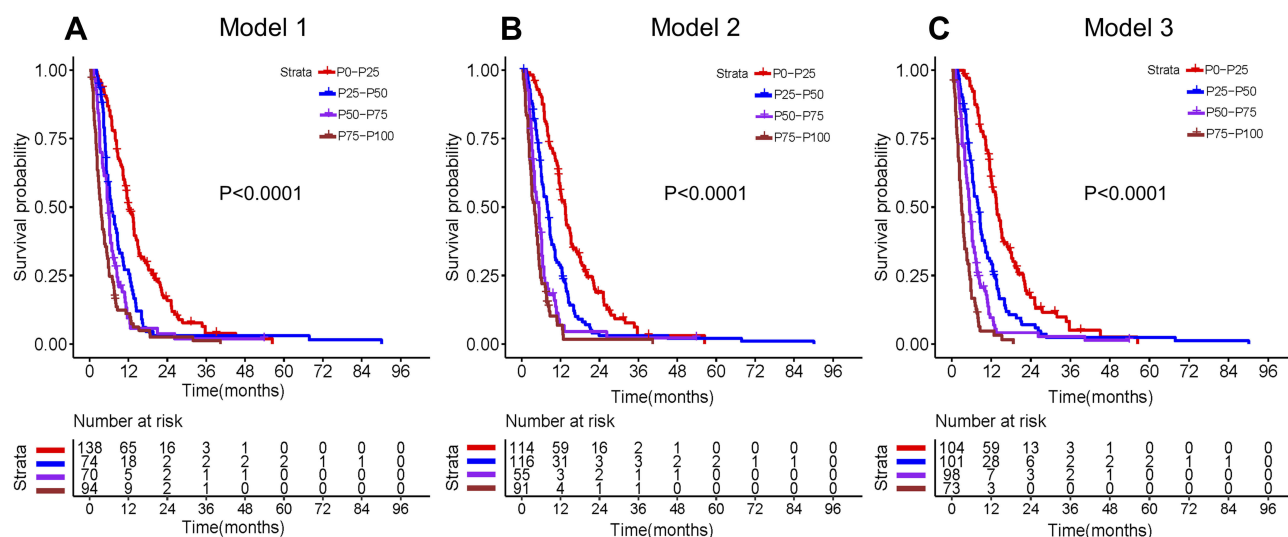 A Model 1
Survival probability
1.00
0.75
0.50
0.25
0.00
Strata P0-P25
P25-P50
P50-P75
P75-P100
P<0.0001
0 12 24 36 48 60 72 84 96
Time(months)
Number at risk
Strata
138 65 16 3 1 0 0 0 0
74 18 2 2 2 2 1 1 0
70 5 2 1 1 0 0 0 0
94 9 2 1 0 0 0 0 0
0 12 24 36 48 60 72 84 96
Time(months)
B Model 2
Survival probability
1.00
0.75
0.50
0.25
0.00
Strata P0-P25
P25-P50
P50-P75
P75-P100
P<0.0001
0 12 24 36 48 60 72 84 96
Time(months)
Number at risk
Strata
114 59 16 2 1 0 0 0 0
116 31 3 3 2 2 1 1 0
55 3 2 1 1 0 0 0 0
91 4 1 1 0 0 0 0 0
0 12 24 36 48 60 72 84 96
Time(months)
C Model 3
Survival probability
1.00
0.75
0.50
0.25
0.00
Strata P0-P25
P25-P50
P50-P75
P75-P100
P<0.0001
0 12 24 36 48 60 72 84 96
Time(months)
Number at risk
Strata
104 59 13 3 1 0 0 0 0
101 28 6 2 2 2 1 1 0
98 7 3 2 1 0 0 0 0
73 3 0 0 0 0 0 0 0
0 12 24 36 48 60 72 84 96
Time(months)